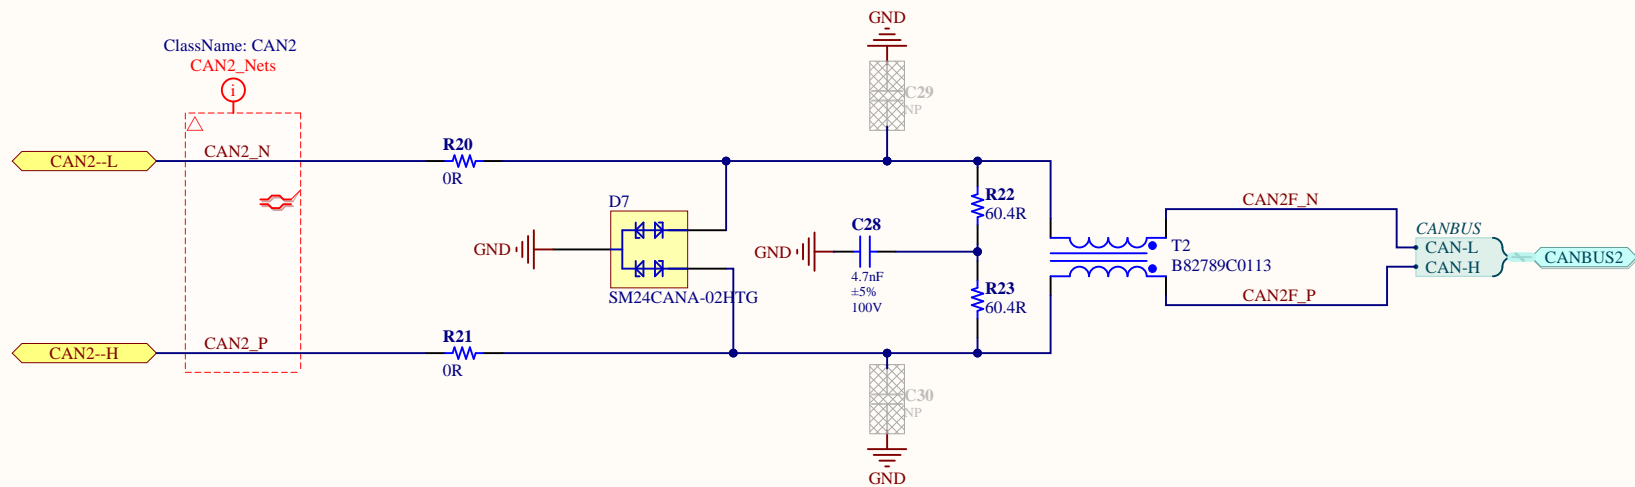 GND
ClassName: CAN2
CAN2_Nets
i
C29
NP
CAN2--L
CAN2_N
R20
0R
D7
GND
SM24CANA-02HTG
C28
GND
4.7nF
±5%
100V
R22
60.4R
R23
60.4R
T2
B82789C0113
CAN2F_N
CANBUS
CAN-L
CAN-H
CANBUS2
CAN2F_P
CAN2--H
CAN2_P
R21
0R
C30
NP
GND